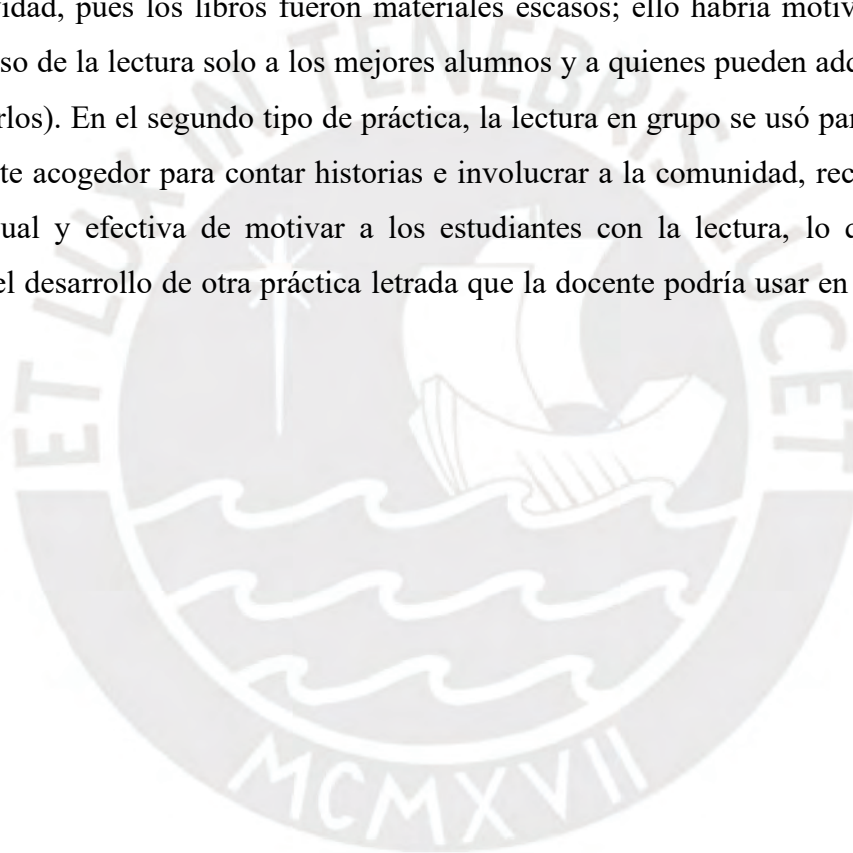 vidad, pues los libros fueron materiales escasos; ello habría motiv
so de la lectura solo a los mejores alumnos y a quienes pueden ad
rlos). En el segundo tipo de práctica, la lectura en grupo se usó par
te acogedor para contar historias e involucrar a la comunidad, rec
ual y efectiva de motivar a los estudiantes con la lectura, lo
el desarrollo de otra práctica letrada que la docente podría usar en
ET LUX IN TENEBRIS LUCET
MCMXVII